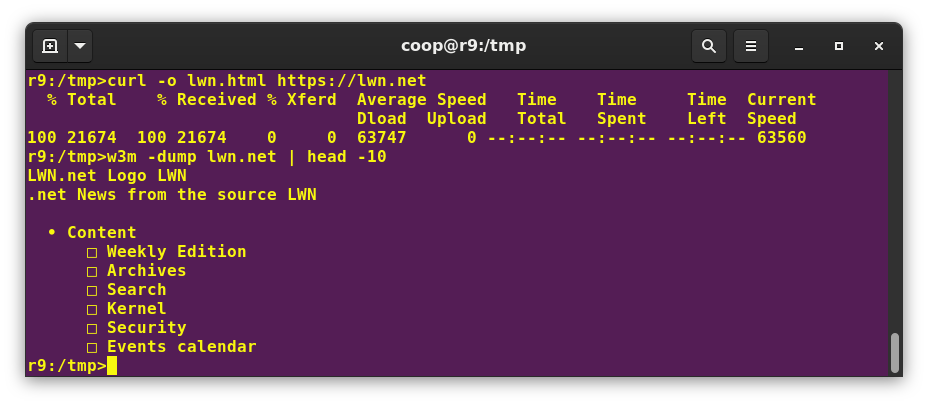 coop@r9:/tmp
r9:/tmp>curl -o lwn.html https://lwn.net
  % Total    % Received % Xferd  Average Speed   Time    Time     Time  Current
                                 Dload  Upload   Total   Spent    Left  Speed
100 21674  100 21674    0     0  63747      0 --:--:-- --:--:-- --:--:-- 63560
r9:/tmp>w3m -dump lwn.net | head -10
LWN.net Logo LWN
.net News from the source LWN

  • Content
      □ Weekly Edition
      □ Archives
      □ Search
      □ Kernel
      □ Security
      □ Events calendar
r9:/tmp>